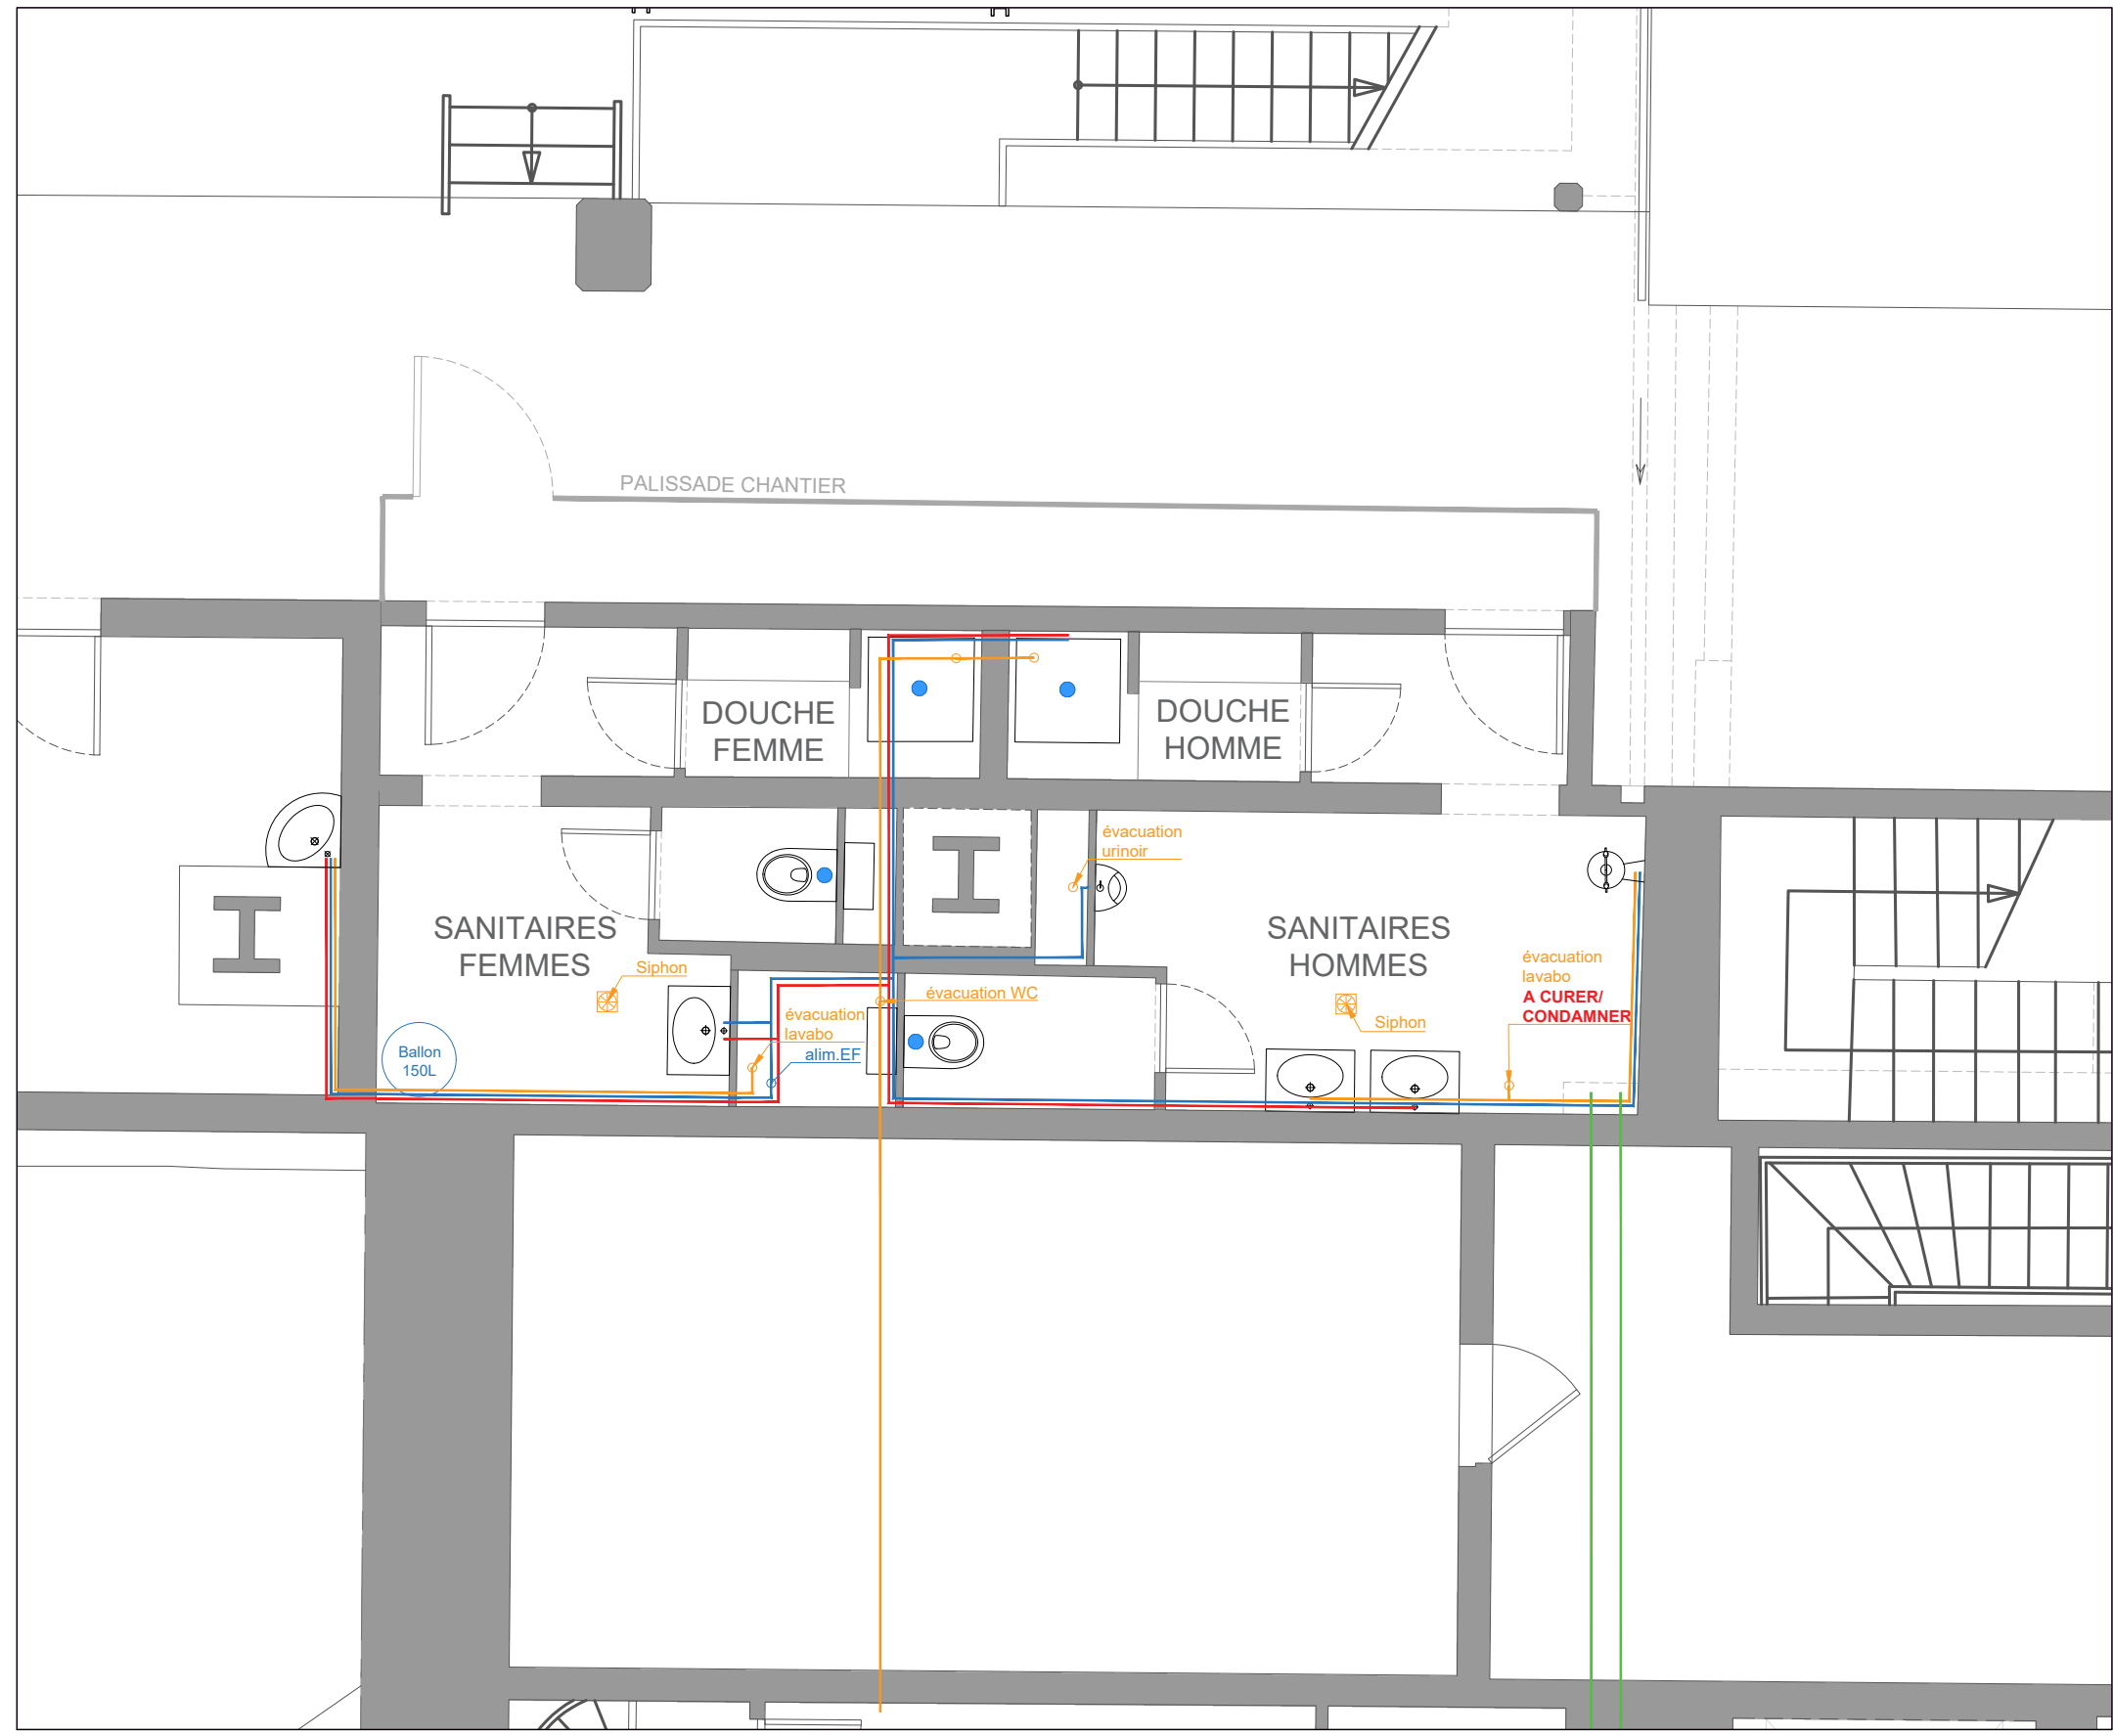 PALISSADE CHANTIER
DOUCHE
FEMME
DOUCHE
HOMME
évacuation
urinoir
SANITAIRES
FEMMES
SANITAIRES
HOMMES
Siphon
évacuation
lavabo
A CURER/
CONDAMNER
évacuation WC
évacuation
lavabo
alim.EF
Siphon
Ballon
150L